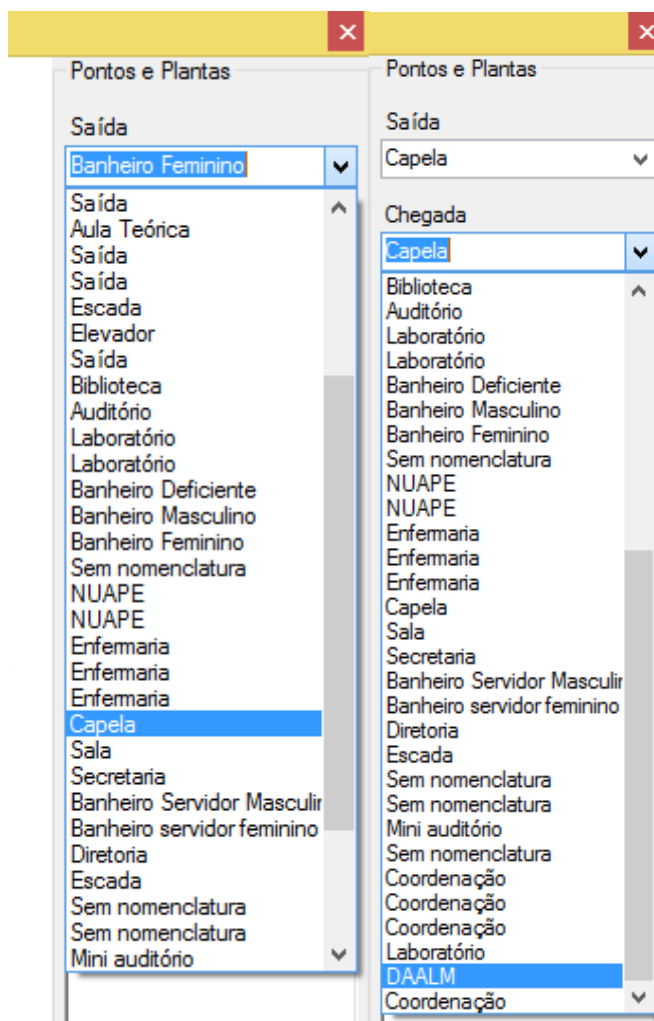 Pontos e Plantas
Saída
Banheiro Feminino
Saída
Aula Teórica
Saída
Saída
Escada
Elevador
Saída
Biblioteca
Auditório
Laboratório
Laboratório
Banheiro Deficiente
Banheiro Masculino
Banheiro Feminino
Sem nomenclatura
NUAPE
NUAPE
Enfermaria
Enfermaria
Enfermaria
Capela
Sala
Secretaria
Banheiro Servidor Masculir
Banheiro servidor feminino
Diretoria
Escada
Sem nomenclatura
Sem nomenclatura
Mini auditório
Pontos e Plantas
Saída
Capela
Chegada
Capela
Biblioteca
Auditório
Laboratório
Laboratório
Banheiro Deficiente
Banheiro Masculino
Banheiro Feminino
Sem nomenclatura
NUAPE
NUAPE
Enfermaria
Enfermaria
Enfermaria
Capela
Sala
Secretaria
Banheiro Servidor Masculir
Banheiro servidor feminino
Diretoria
Escada
Sem nomenclatura
Sem nomenclatura
Mini auditório
Sem nomenclatura
Coordenação
Coordenação
Coordenação
Laboratório
DAALM
Coordenação